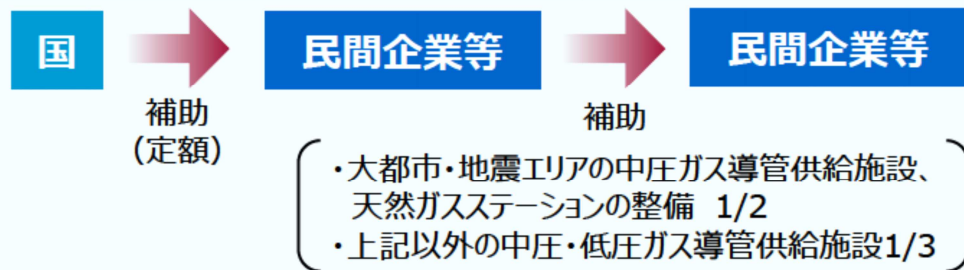 国
民間企業等
民間企業等
補助
(定額)
補助
・大都市・地震エリアの中圧ガス導管供給施設、
天然ガスステーションの整備 1/2
・上記以外の中圧・低圧ガス導管供給施設1/3